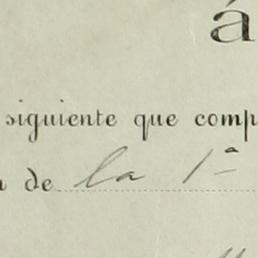 á
siguiente que comp
de la 1ª